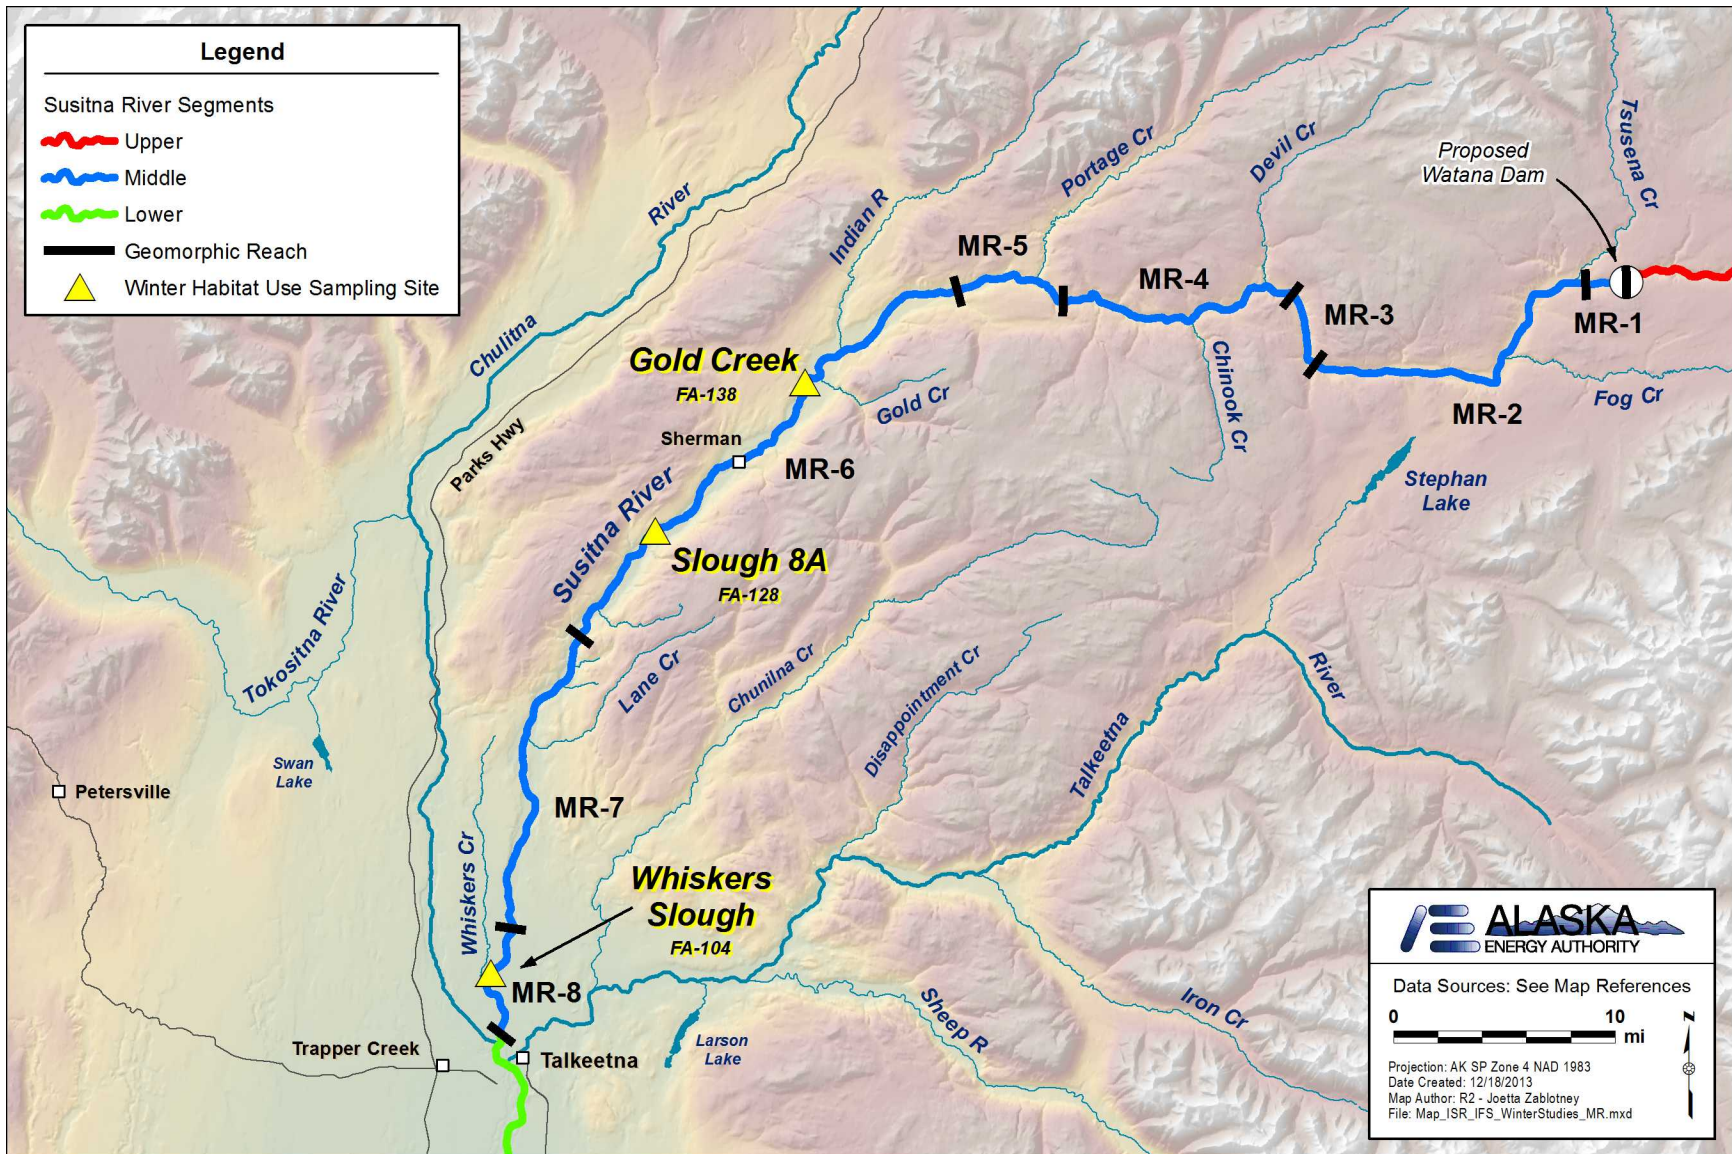 Legend
Susitna River Segments
Upper
Middle
Lower
Geomorphic Reach
Winter Habitat Use Sampling Site
River
Chulitna
Parks Hwy
Indian R
Portage Cr
Devil Cr
Tsusena Cr
Proposed
Watana Dam
MR-5
MR-4
MR-3
MR-1
MR-2
Fog Cr
Chinook Cr
Gold Creek
FA-138
Gold Cr
Sherman
MR-6
Stephan
Lake
Susitna River
Slough 8A
FA-128
Tokositna River
Lane Cr
Chunilna Cr
Disappointment Cr
River
Talkeetna
Swan
Lake
Petersville
MR-7
Whiskers Cr
Whiskers
Slough
FA-104
MR-8
Sheep R
Iron Cr
Larson
Lake
Trapper Creek
Talkeetna
ALASKA
ENERGY AUTHORITY
Data Sources: See Map References
0 10
mi
N
Projection: AK SP Zone 4 NAD 1983
Date Created: 12/18/2013
Map Author: R2 - Joetta Zablotney
File: Map_ISR_IFS_WinterStudies_MR.mxd